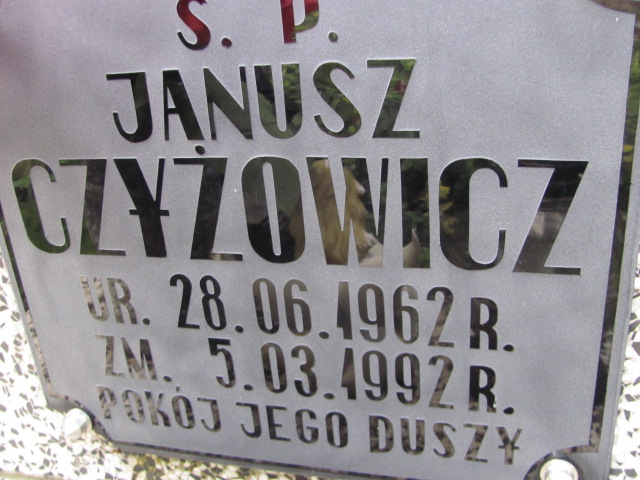 Ś. P.
JANUSZ
CZYŻOWICZ
UR. 28.06.1962 R.
ZM. 5.03.1992 R.
POKÓJ JEGO DUSZY